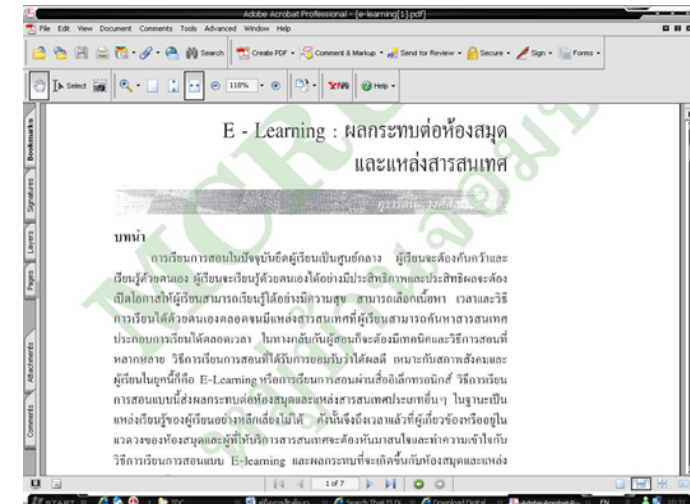 Adobe Acrobat Professional - [e-learning[1].pdf]
File Edit View Document Comments Tools Advanced Window Help
Search Create PDF Comment & Markup Send for Review Secure Sign Forms
Select 118% Help
Bookmarks
Signatures
Layers
Pages
Attachments
Comments
E - Learning : ผลกระทบต่อห้องสมุด
และแหล่งสารสนเทศ
บทนำ
การเรียนการสอนในปัจจุบันยึดผู้เรียนเป็นศูนย์กลาง ผู้เรียนจะต้องค้นคว้าและ
เรียนรู้ด้วยตนเอง ผู้เรียนจะเรียนรู้ด้วยตนเองได้อย่างมีประสิทธิภาพและประสิทธิผลจะต้อง
เปิดโอกาสให้ผู้เรียนสามารถเรียนรู้ได้อย่างมีความสุข สามารถเลือกเนื้อหา เวลาและวิธี
การเรียนได้ด้วยตนเองตลอดจนมีแหล่งสารสนเทศที่ผู้เรียนสามารถค้นหาสารสนเทศ
ประกอบการเรียนได้ตลอดเวลา ในทางกลับกันผู้สอนก็จะต้องมีเทคนิคและวิธีการสอนที่
หลากหลาย วิธีการเรียนการสอนที่ได้รับการยอมรับว่าได้ผลดี เหมาะกับสภาพสังคมและ
ผู้เรียนในยุคนี้ก็คือ E-Learning หรือการเรียนการสอนผ่านสื่ออิเล็กทรอนิกส์ วิธีการเรียน
การสอนแบบนี้ส่งผลกระทบต่อห้องสมุดและแหล่งสารสนเทศประเภทอื่นๆ ในฐานะเป็น
แหล่งเรียนรู้ของผู้เรียนอย่างหลีกเลี่ยงไม่ได้ ดังนั้นจึงถึงเวลาแล้วที่ผู้เกี่ยวข้องหรืออยู่ใน
แวดวงของห้องสมุดและผู้ที่ให้บริการสารสนเทศจะต้องหันมาสนใจและทำความเข้าใจกับ
วิธีการเรียนการสอนแบบ E-learning และผลกระทบที่จะเกิดขึ้นกับห้องสมุดและแหล่ง
MCRU
หมู่บ้านจอมบึง
1 of 7